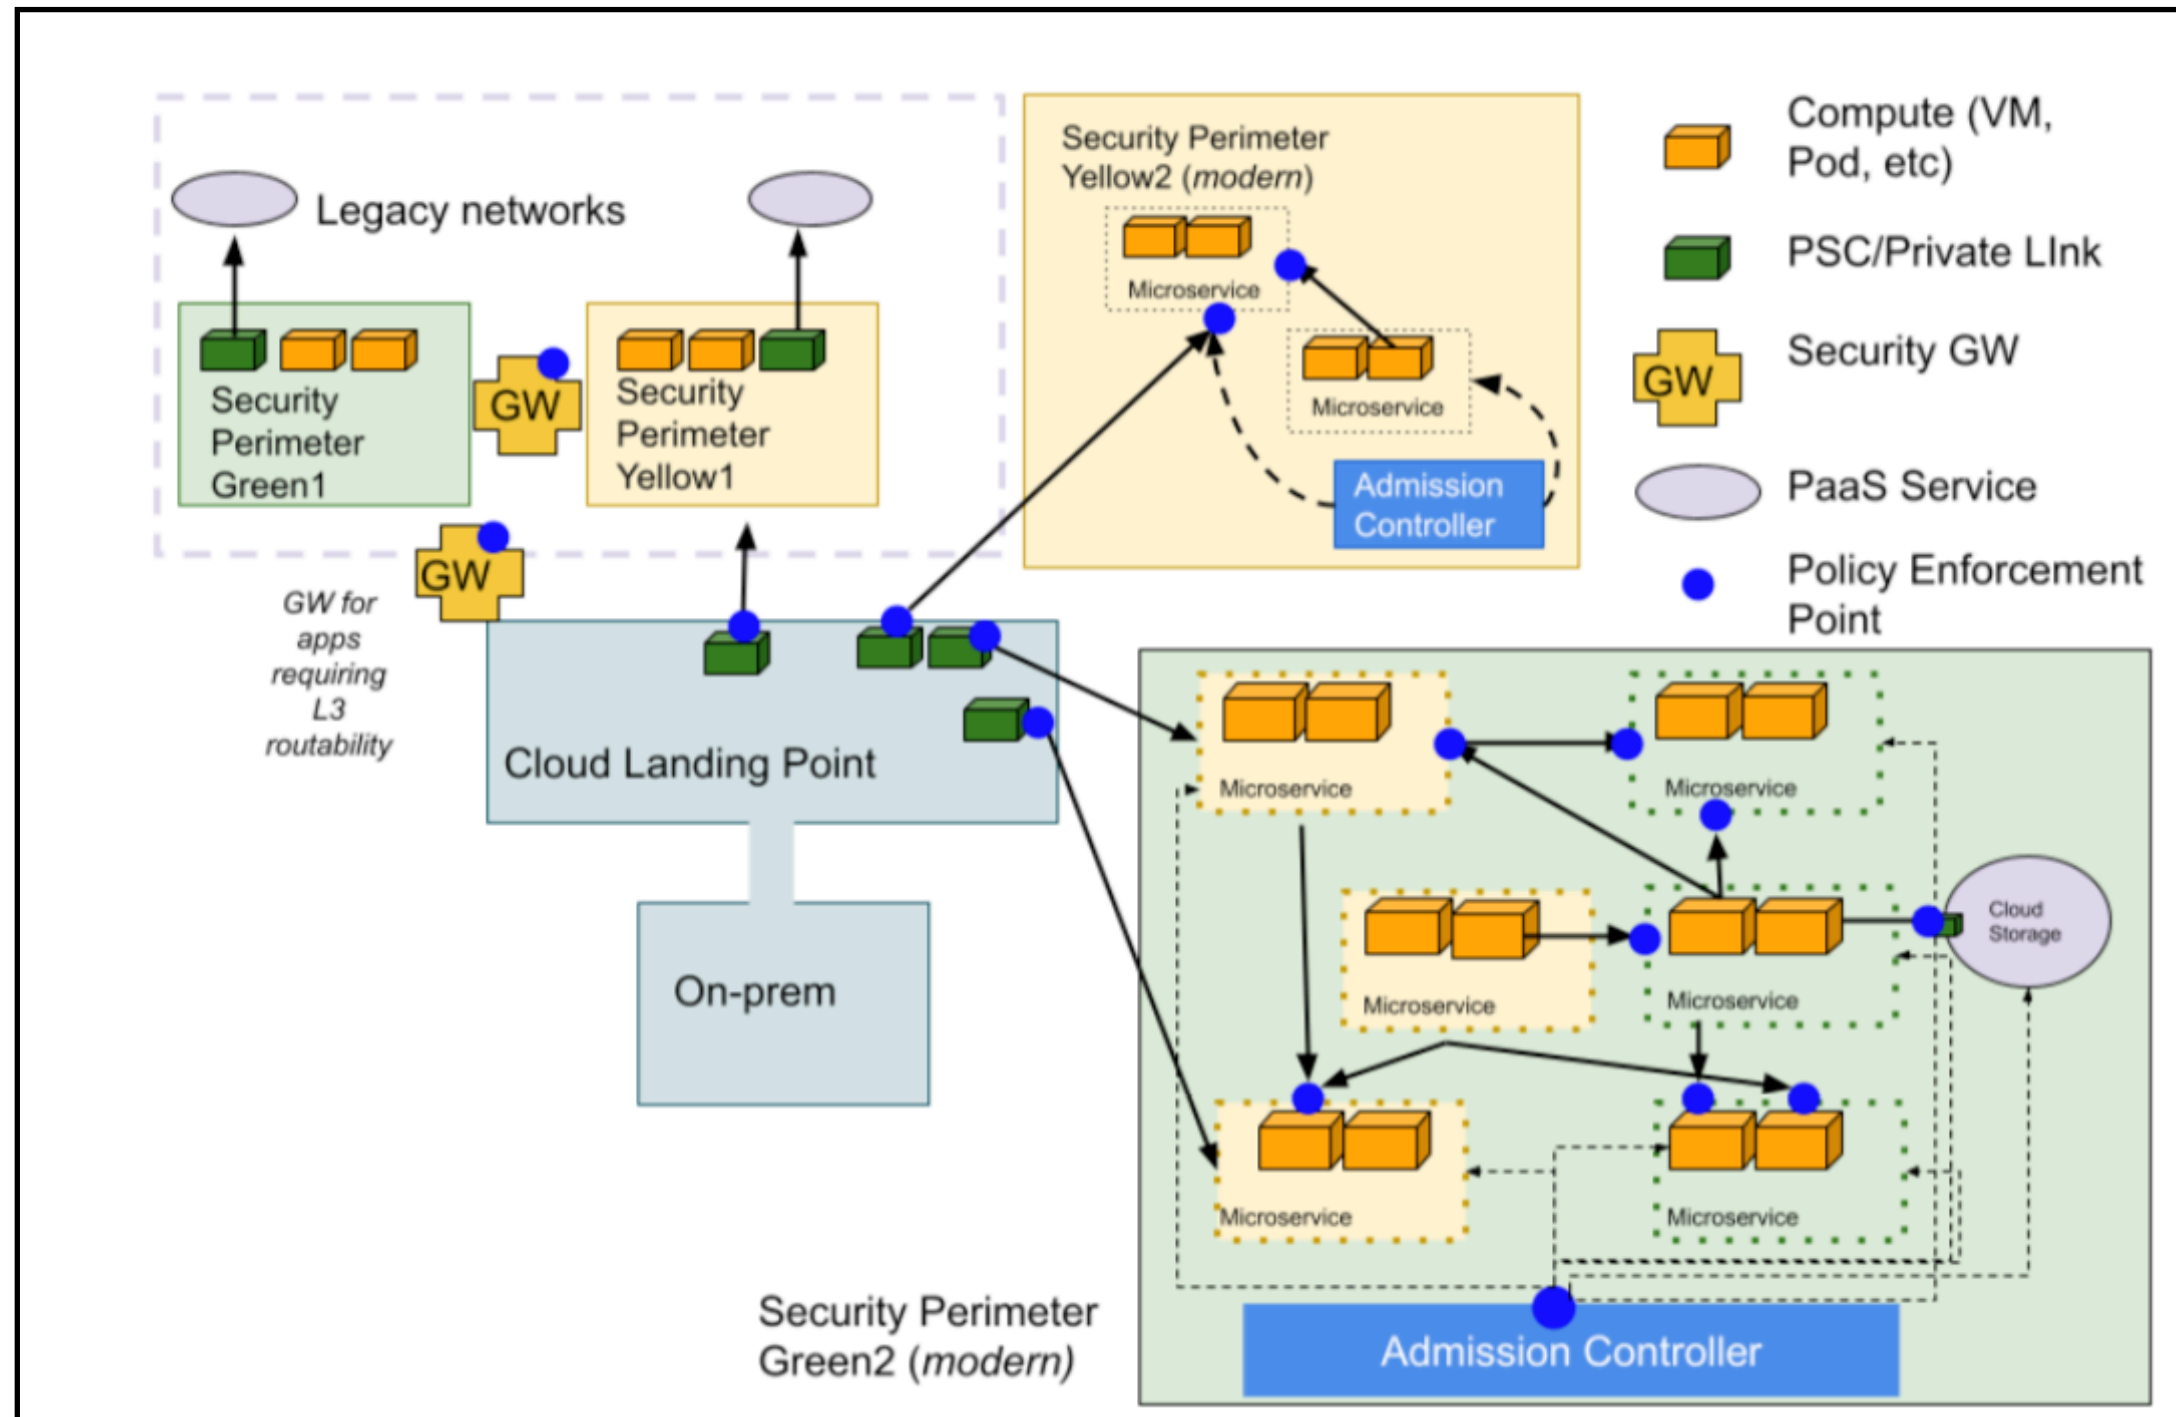 Legacy networks
Security
Perimeter
Green1
GW
Security
Perimeter
Yellow1
GW
GW for
apps
requiring
L3
routability
Cloud Landing Point
On-prem
Security Perimeter
Yellow2 (modern)
Microservice
Microservice
Admission
Controller
Compute (VM,
Pod, etc)
PSC/Private LInk
GW
Security GW
PaaS Service
Policy Enforcement
Point
Microservice
Microservice
Microservice
Microservice
Cloud
Storage
Microservice
Microservice
Security Perimeter
Green2 (modern)
Admission Controller